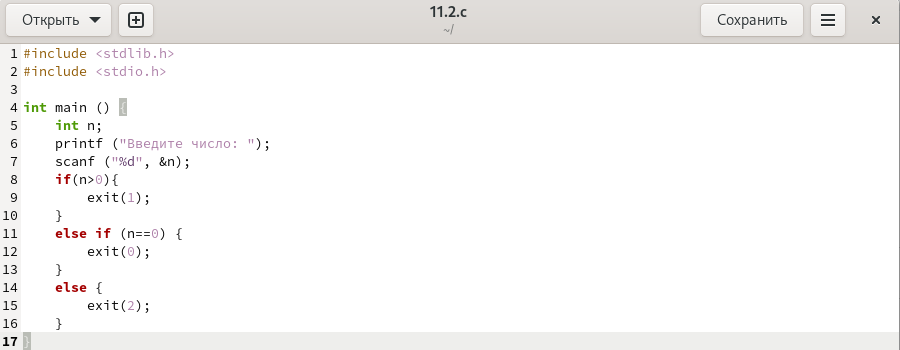 Открыть
11.2.c
~/
Сохранить
1 #include <stdlib.h>
2 #include <stdio.h>
3
4 int main () {
5     int n;
6     printf ("Введите число: ");
7     scanf ("%d", &n);
8     if(n>0){
9         exit(1);
10     }
11     else if (n==0) {
12         exit(0);
13     }
14     else {
15         exit(2);
16     }
17 }